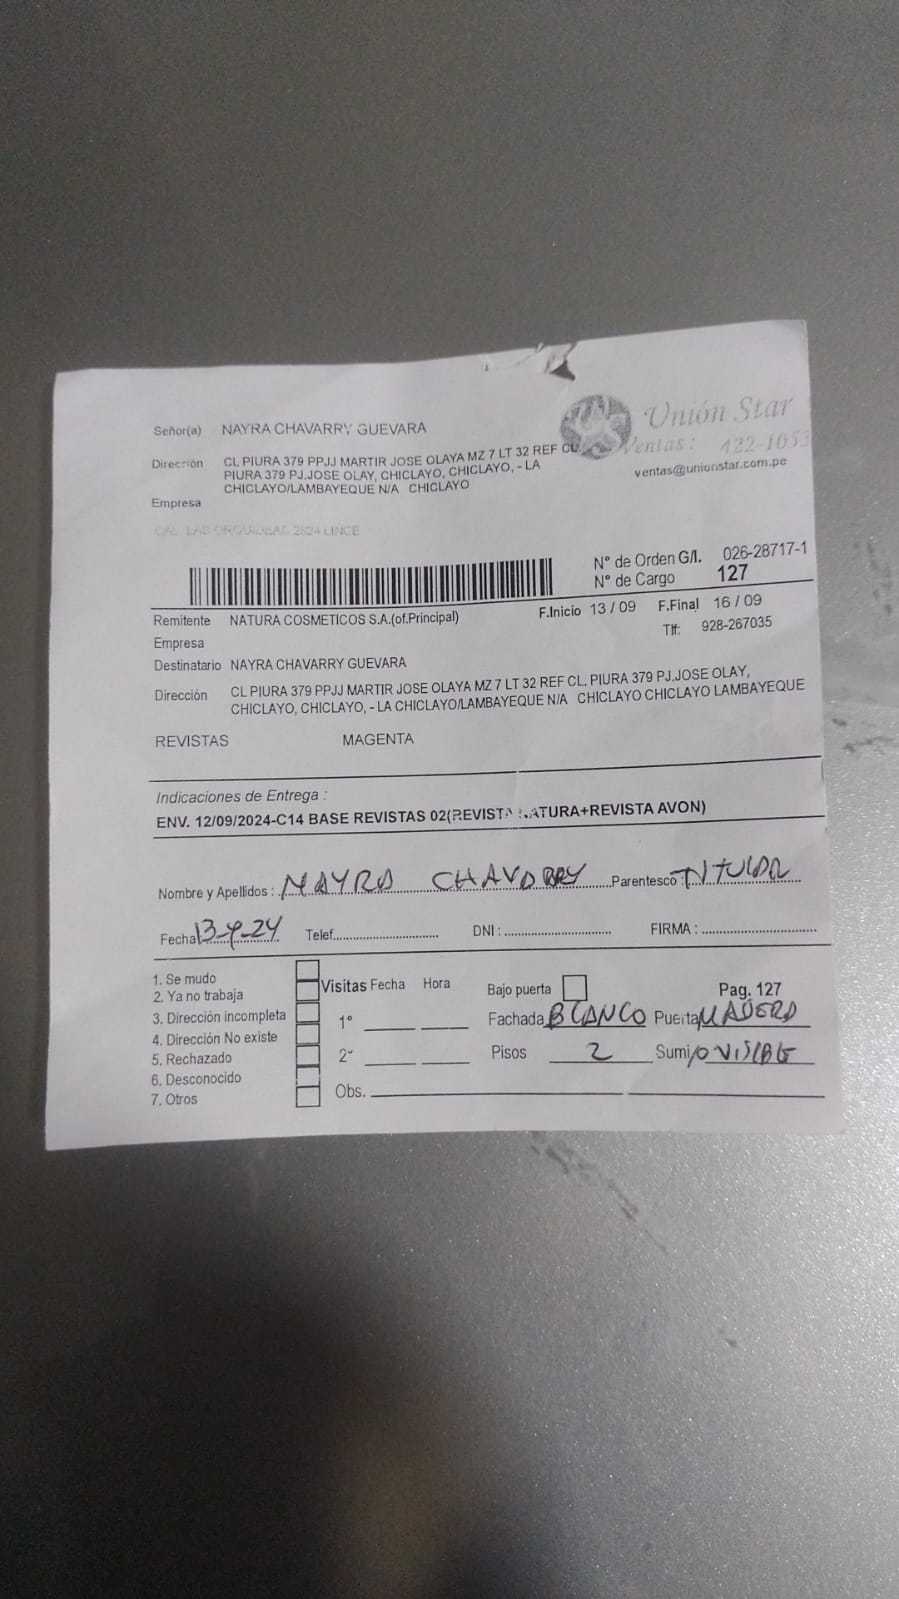 Unión Star
Ventas: 422-1053
ventas@unionstar.com.pe
Señor(a) NAYRA CHAVARRY GUEVARA
Dirección CL PIURA 379 PPJJ MARTIR JOSE OLAYA MZ 7 LT 32 REF CL.
PIURA 379 PJ.JOSE OLAY, CHICLAYO, CHICLAYO, - LA
CHICLAYO/LAMBAYEQUE N/A CHICLAYO
Empresa
CAL. LAS ORQUIDEAS 2824 LINCE
N° de Orden G/I. 026-28717-1
N° de Cargo 127
Remitente NATURA COSMETICOS S.A.(of.Principal) F.Inicio 13 / 09 F.Final 16 / 09
Empresa Tlf: 928-267035
Destinatario NAYRA CHAVARRY GUEVARA
Dirección CL PIURA 379 PPJJ MARTIR JOSE OLAYA MZ 7 LT 32 REF CL. PIURA 379 PJ.JOSE OLAY,
CHICLAYO, CHICLAYO, - LA CHICLAYO/LAMBAYEQUE N/A CHICLAYO CHICLAYO LAMBAYEQUE
REVISTAS MAGENTA
Indicaciones de Entrega :
ENV. 12/09/2024-C14 BASE REVISTAS 02(REVISTA NATURA+REVISTA AVON)
Nombre y Apellidos : NAYRA CHAVARRY Parentesco : TITULAR
Fecha 13-9-24 Telef. DNI : FIRMA :
1. Se mudo
2. Ya no trabaja
3. Dirección incompleta
4. Dirección No existe
5. Rechazado
6. Desconocido
7. Otros
Visitas Fecha Hora
1°
2°
Obs.
Bajo puerta Pag. 127
Fachada BLANCO Puerta MADERA
Pisos 2 Sumi NO VISIBLE